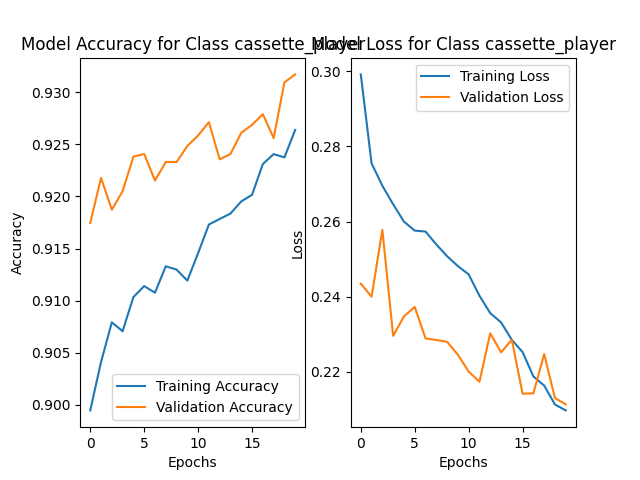 Model Accuracy for Class cassette_player
Model Loss for Class cassette_player
0.930
0.925
0.920
0.915
0.910
0.905
0.900
Accuracy
Training Accuracy
Validation Accuracy
0 5 10 15
Epochs
0.30
0.28
0.26
0.24
0.22
Loss
Training Loss
Validation Loss
0 5 10 15
Epochs